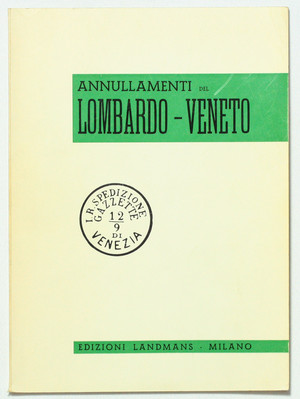 ANNULLAMENTI DEL
LOMBARDO - VENETO
I. R. SPEDIZIONE
GAZZETTE
12
9
DI
VENEZIA
EDIZIONI LANDMANS - MILANO